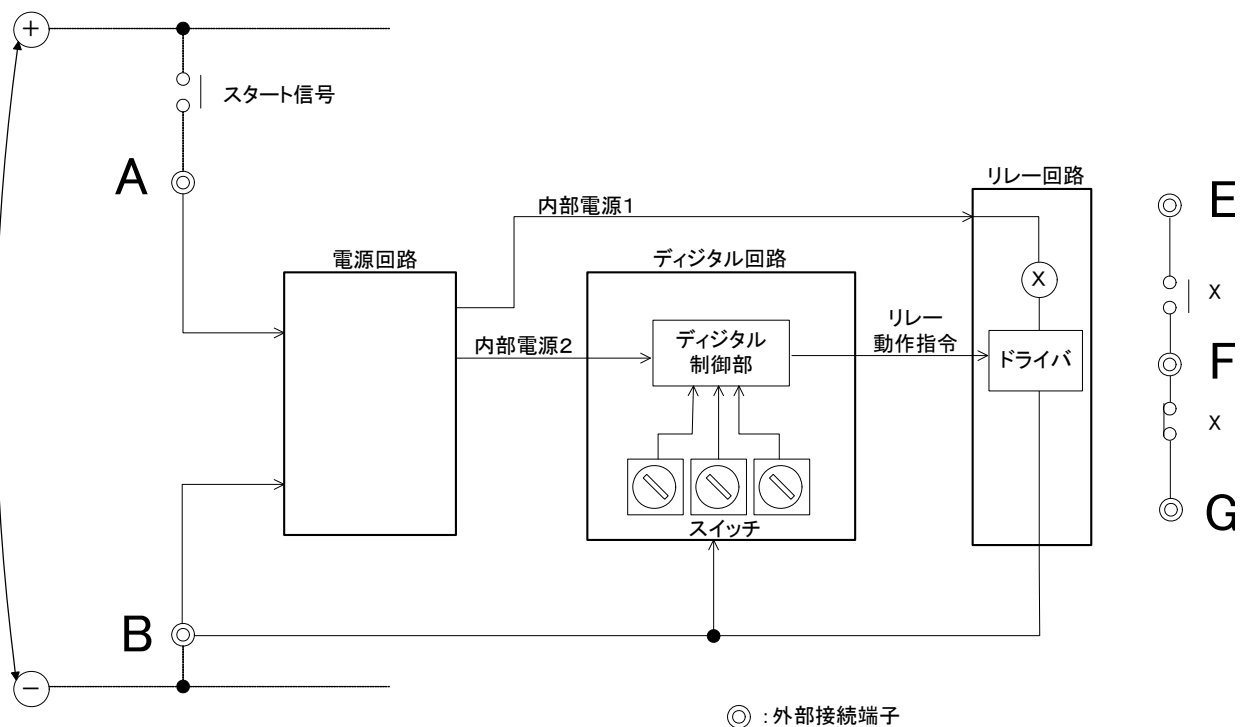 +
スタート信号
A
リレー回路
E
内部電源1
電源回路
ディジタル回路
X
X
リレー
動作指令
内部電源2
ディジタル
制御部
ドライバ
F
X
スイッチ
G
B
−
:外部接続端子